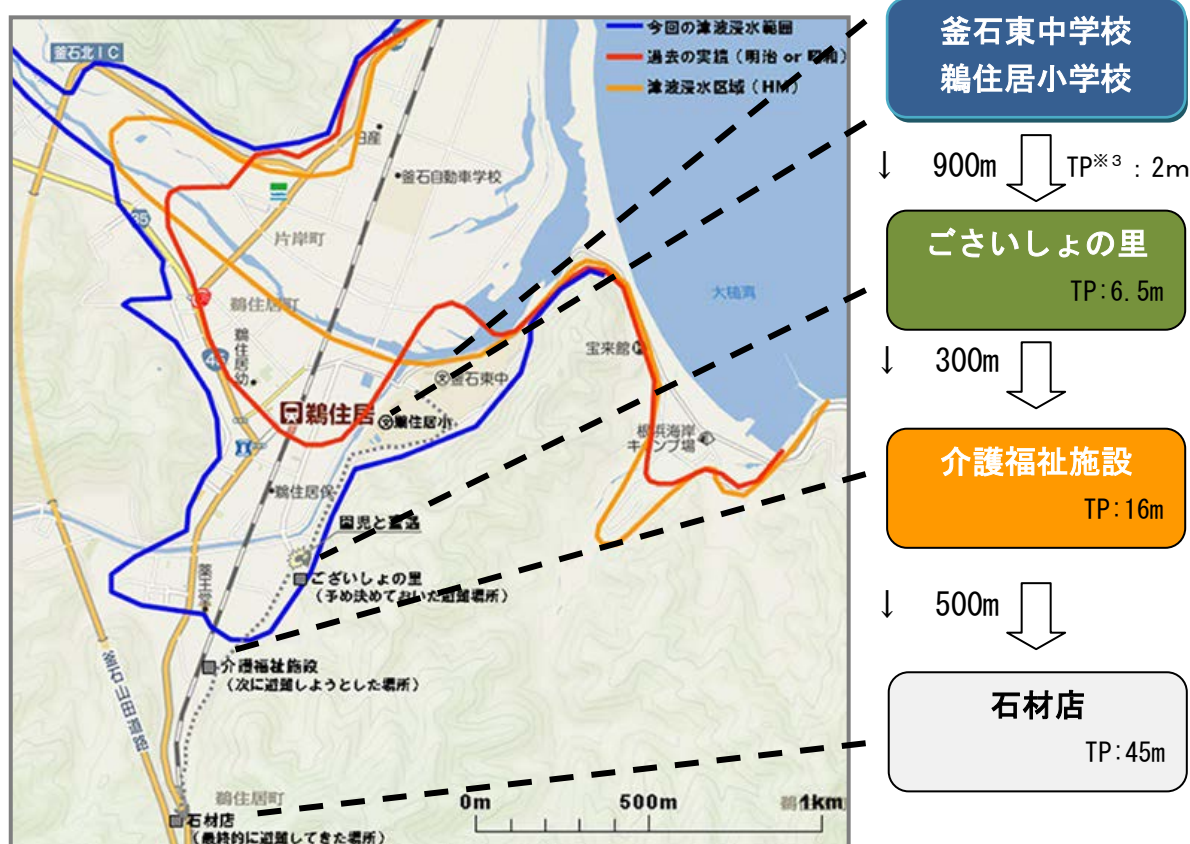 釜石北IC
今回の津波浸水範囲
過去の実績（明治 or 昭和）
津波浸水区域（HM）
日産
釜石自動車学校
45
片岸町
鵜住居町
大槌湾
45
鵜住居幼
宝来館
釜石東中
鵜住居
鵜住居小
根浜海岸
キャンプ場
鵜住居保
園児と遭遇
ございしょの里
（予め決めておいた避難場所）
薬王堂
介護福祉施設
（次に避難しようとした場所）
釜石山田道路
鵜住居町
0m 500m 1km
石材店
（最終的に避難してきた場所）
釜石東中学校
鵜住居小学校
↓ 900m TP※3 : 2m
ごさいしょの里
TP:6.5m
↓ 300m
介護福祉施設
TP:16m
↓ 500m
石材店
TP:45m